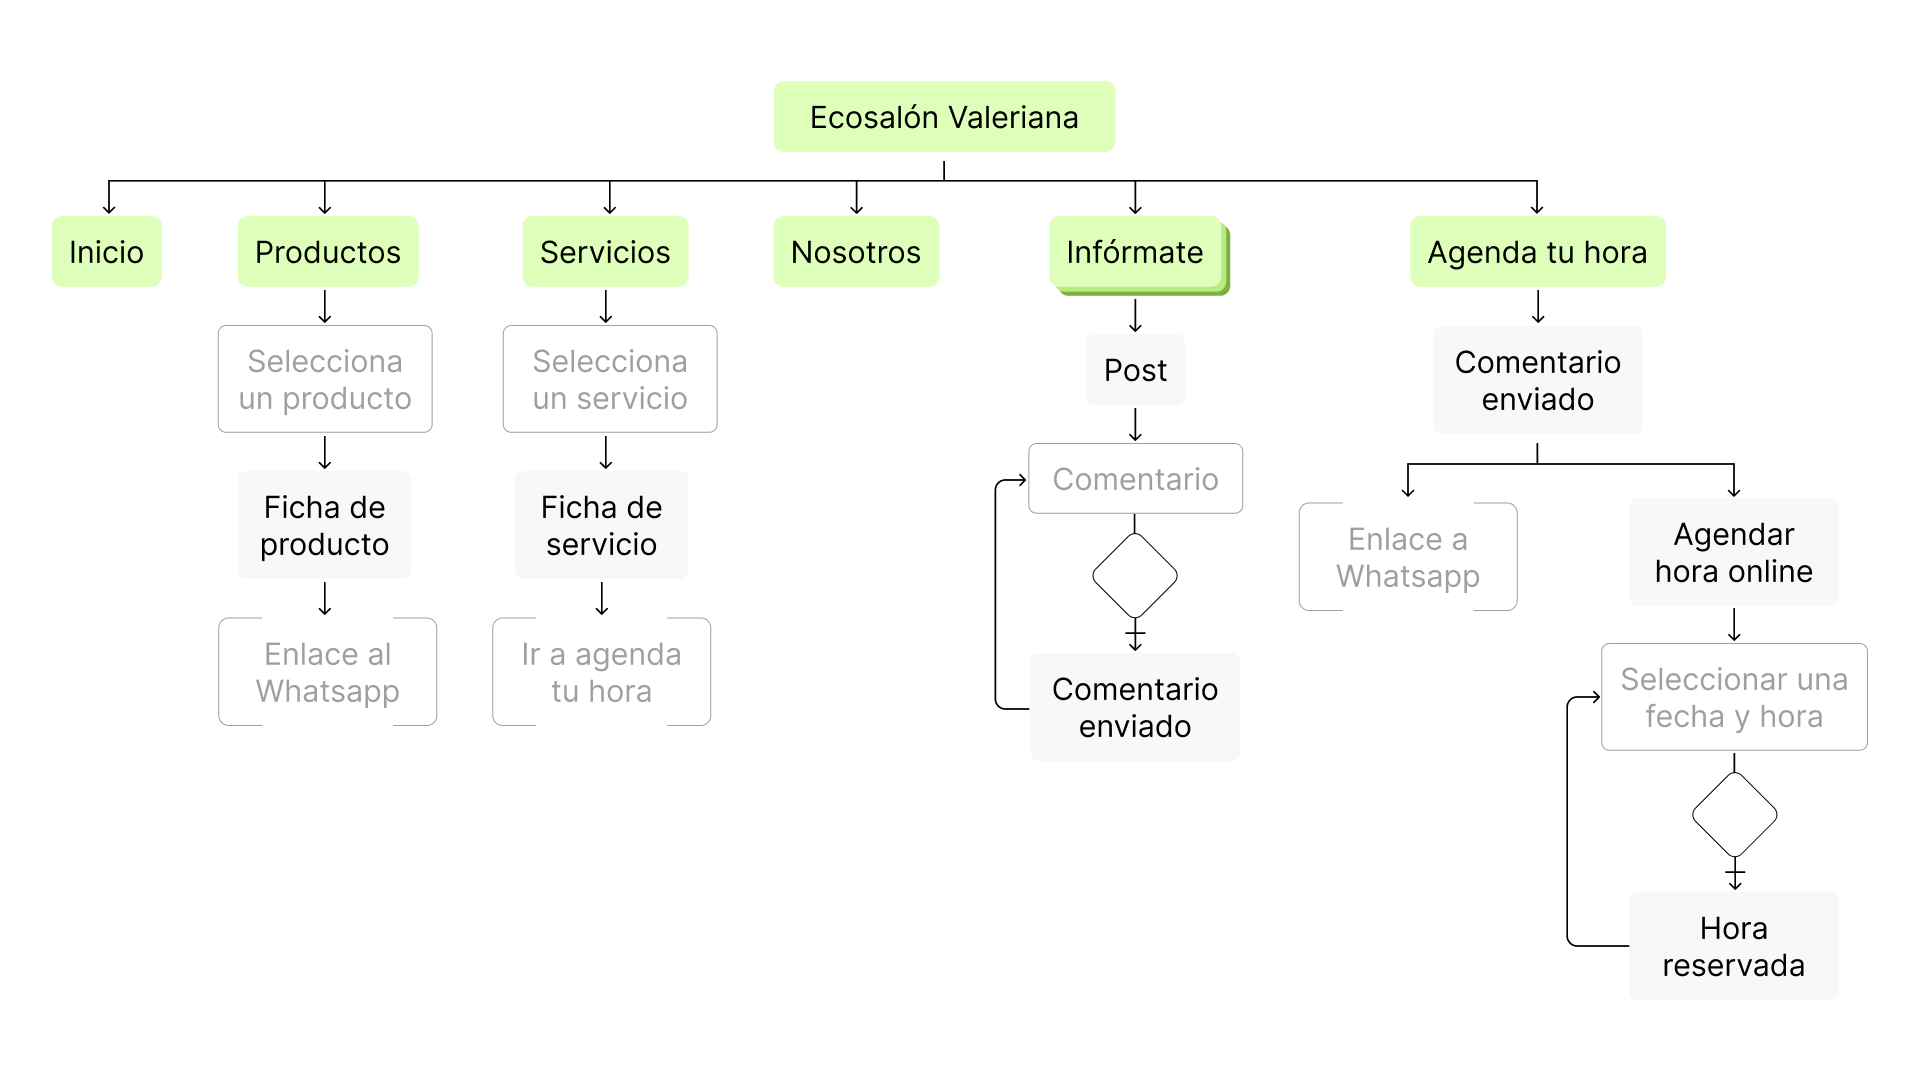 Ecosalón Valeriana
Inicio
Productos
Servicios
Nosotros
Infórmate
Agenda tu hora
Selecciona
un producto
Ficha de
producto
Enlace al
Whatsapp
Selecciona
un servicio
Ficha de
servicio
Ir a agenda
tu hora
Post
Comentario
Comentario
enviado
Comentario
enviado
Enlace a
Whatsapp
Agendar
hora online
Seleccionar una
fecha y hora
Hora
reservada